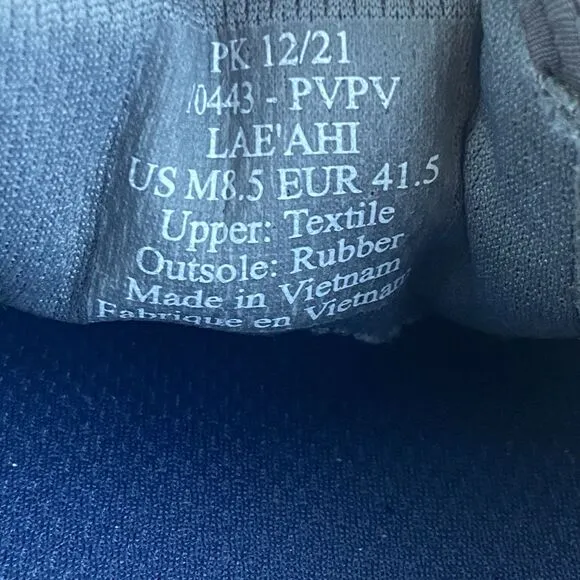 PK 12/21
/0443 - PVPV
LAE'AHI
US M8.5 EUR 41.5
Upper: Textile
Outsole: Rubber
Made in Vietnam
Fabrique en Vietnam